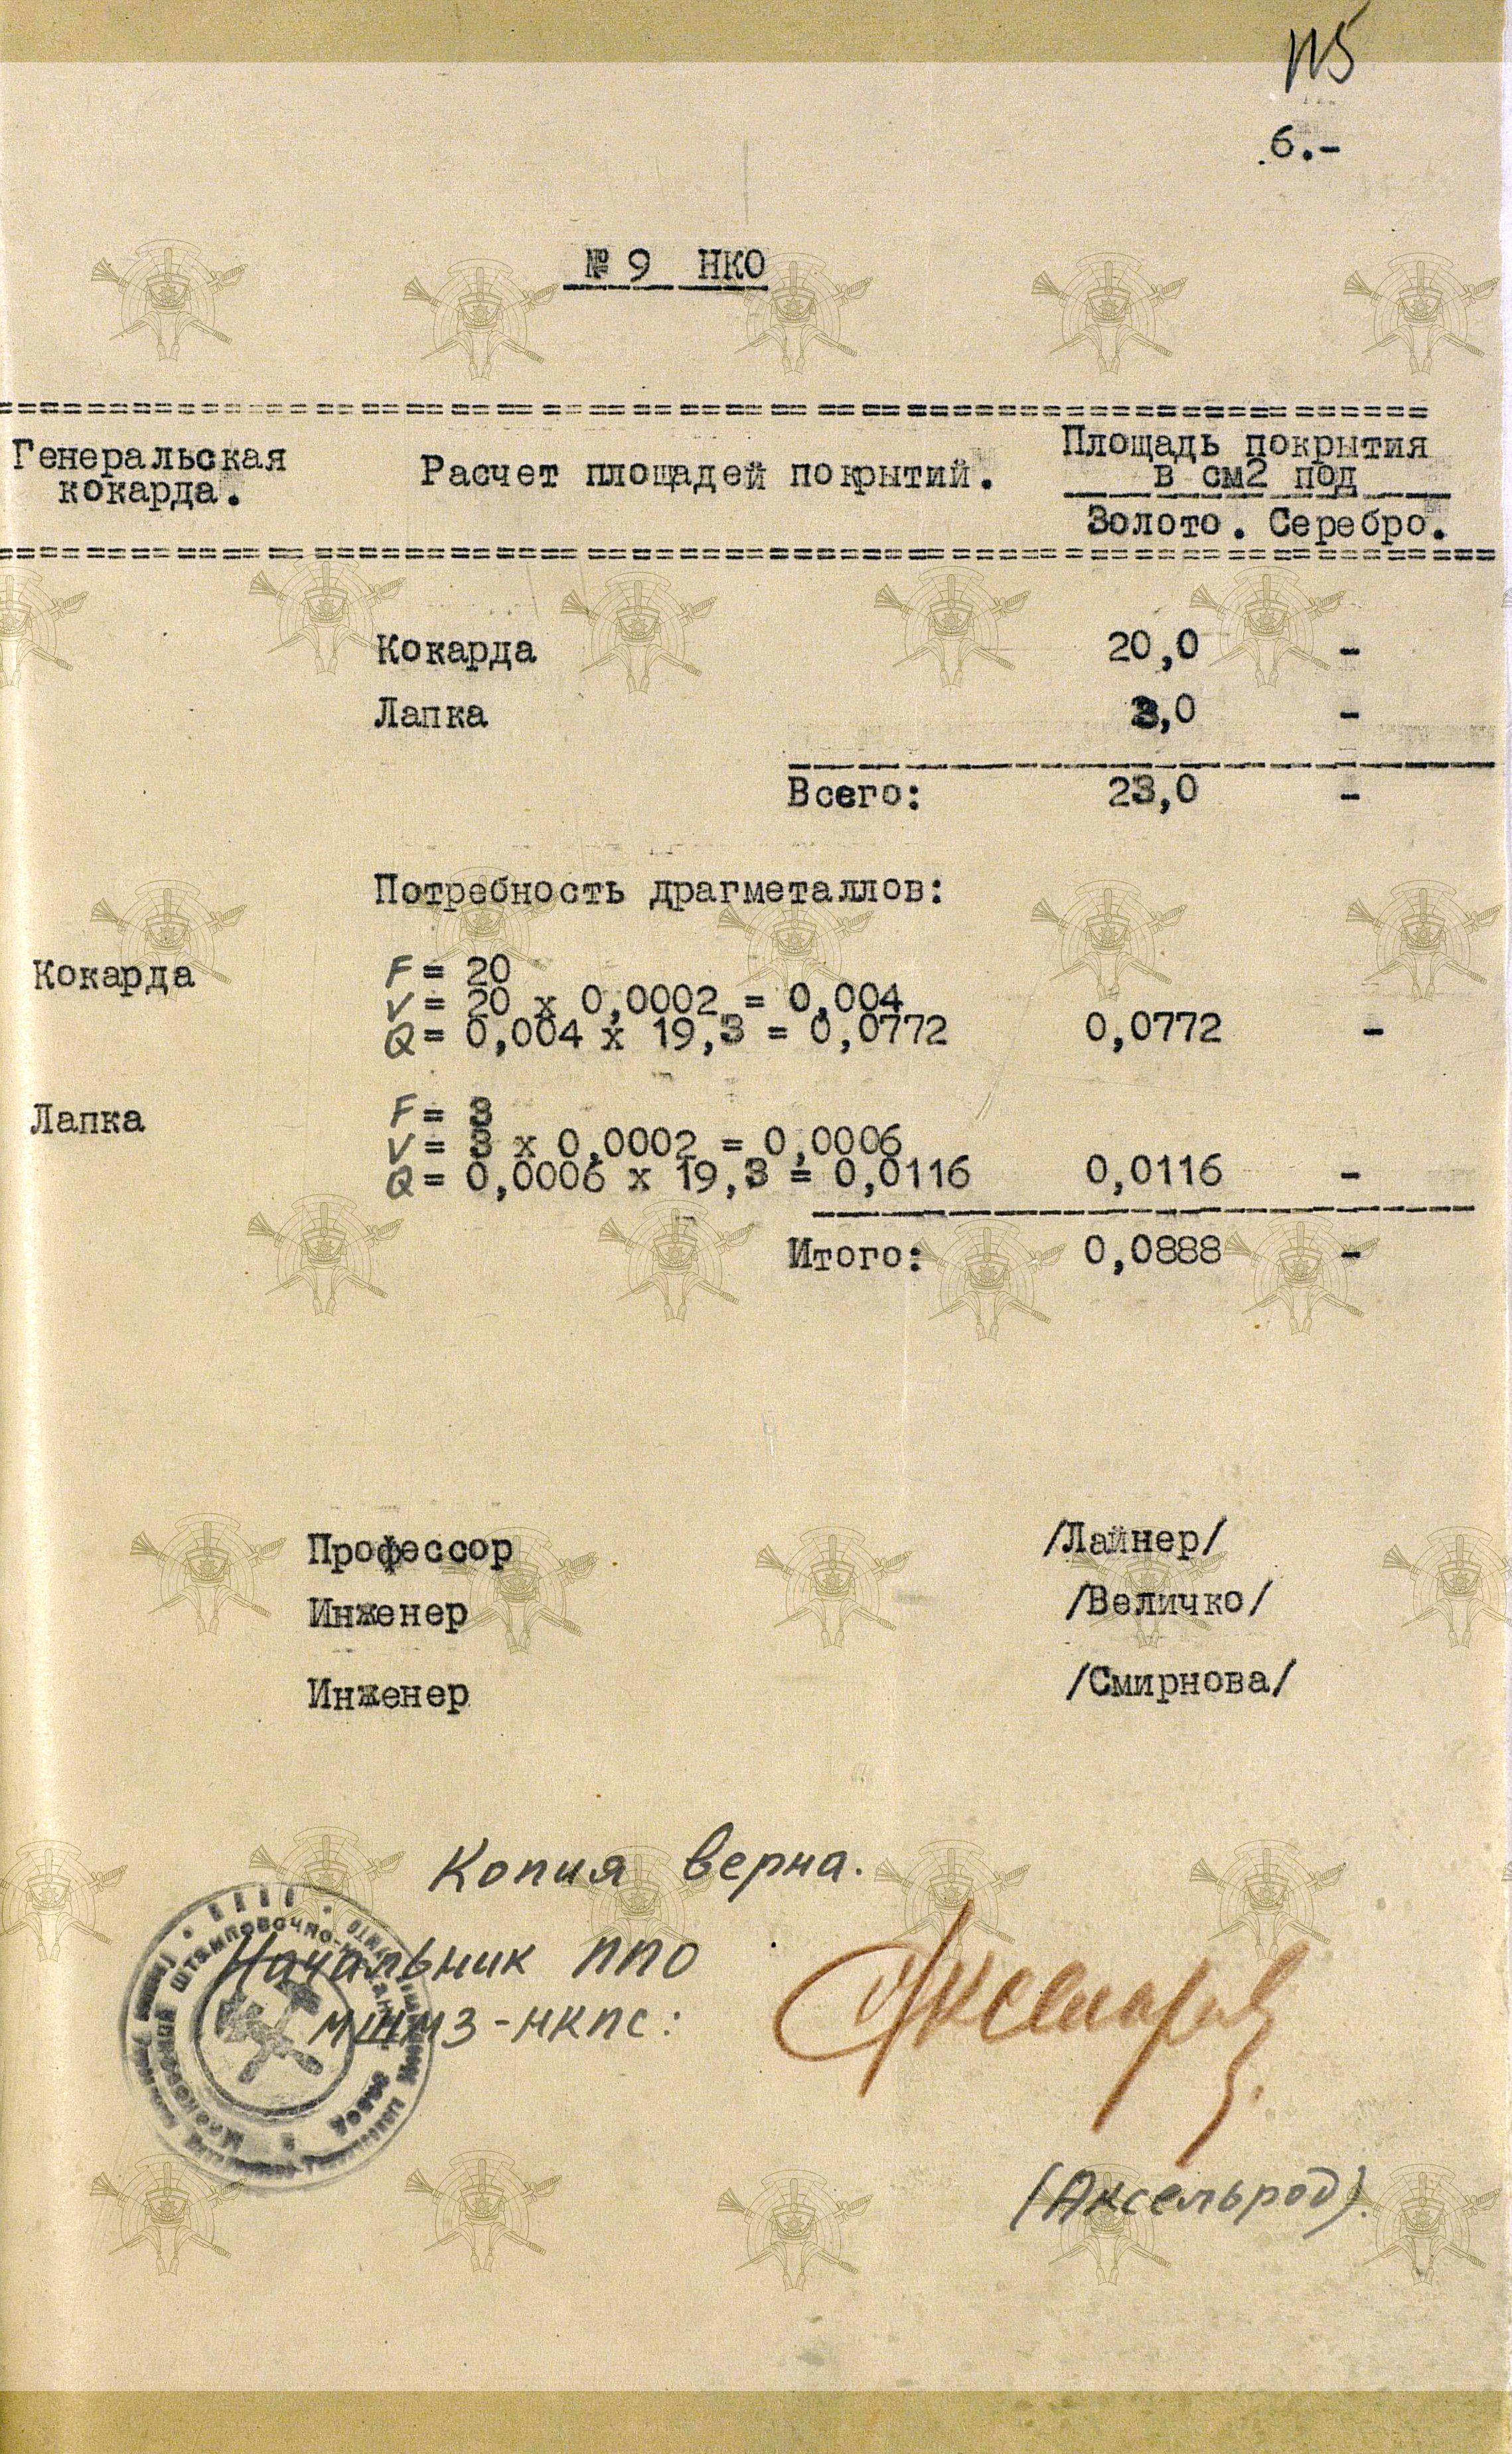 115
6.-
№ 9 НКО
Генеральская
кокарда.
Расчет площадей покрытий.
Площадь покрытия
в см2 под
Золото. Серебро.
Кокарда 20,0 -
Лапка 3,0 -
Всего: 23,0 -
Потребность драгметаллов:
Кокарда F = 20
V = 20 х 0,0002 = 0,004
Q = 0,004 х 19,3 = 0,0772 0,0772 -
Лапка F = 3
V = 3 х 0,0002 = 0,0006
Q = 0,0006 х 19,3 = 0,0116 0,0116 -
Итого: 0,0888 -
Профессор /Лайнер/
Инженер /Величко/
Инженер /Смирнова/
Копия верна.
Начальник ППО
МШМЗ-НКПС:
(Аксельрод).
Московский штамповочно-
завод